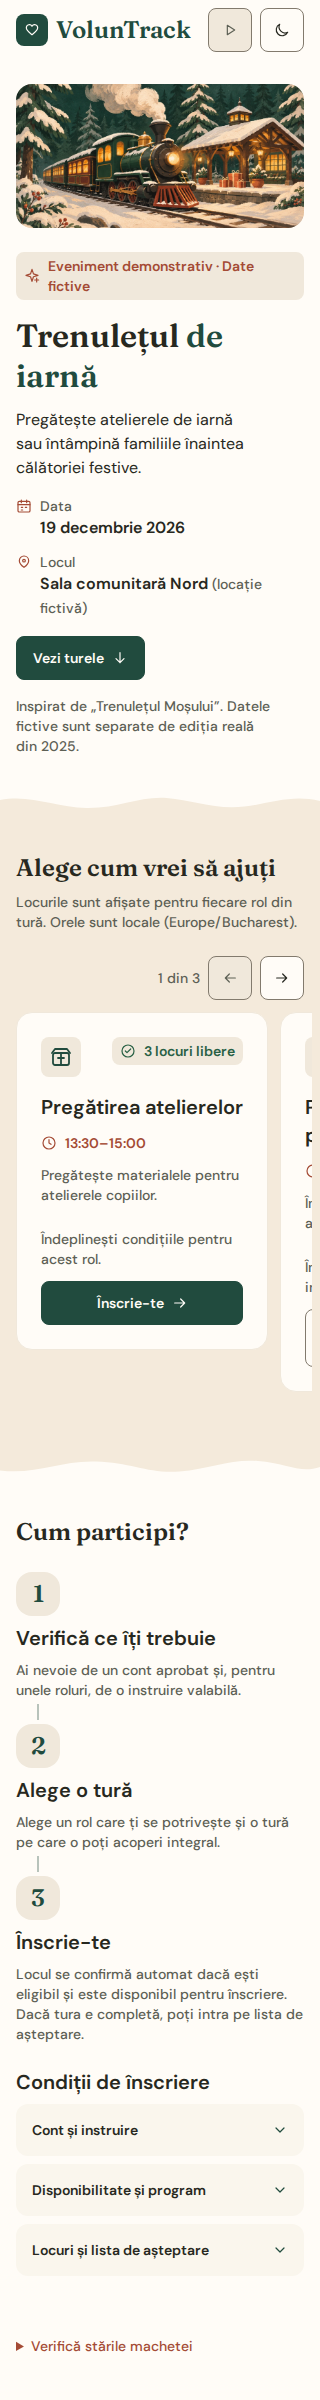 VolunTrack
Eveniment demonstrativ · Date
fictive
Trenulețul de
iarnă
Pregătește atelierele de iarnă
sau întâmpină familiile înaintea
călătoriei festive.
Data
19 decembrie 2026
Locul
Sala comunitară Nord (locație
fictivă)
Vezi turele
Inspirat de „Trenulețul Moșului”. Datele
fictive sunt separate de ediția reală
din 2025.
Alege cum vrei să ajuți
Locurile sunt afișate pentru fiecare rol din
tură. Orele sunt locale (Europe/Bucharest).
1 din 3
3 locuri libere
Pregătirea atelierelor
13:30–15:00
Pregătește materialele pentru
atelierele copiilor.
Îndeplinești condițiile pentru
acest rol.
Înscrie-te
Cum participi?
1
Verifică ce îți trebuie
Ai nevoie de un cont aprobat și, pentru
unele roluri, de o instruire valabilă.
2
Alege o tură
Alege un rol care ți se potrivește și o tură
pe care o poți acoperi integral.
3
Înscrie-te
Locul se confirmă automat dacă ești
eligibil și este disponibil pentru înscriere.
Dacă tura e completă, poți intra pe lista de
așteptare.
Condiții de înscriere
Cont și instruire
Disponibilitate și program
Locuri și lista de așteptare
Verifică stările machetei